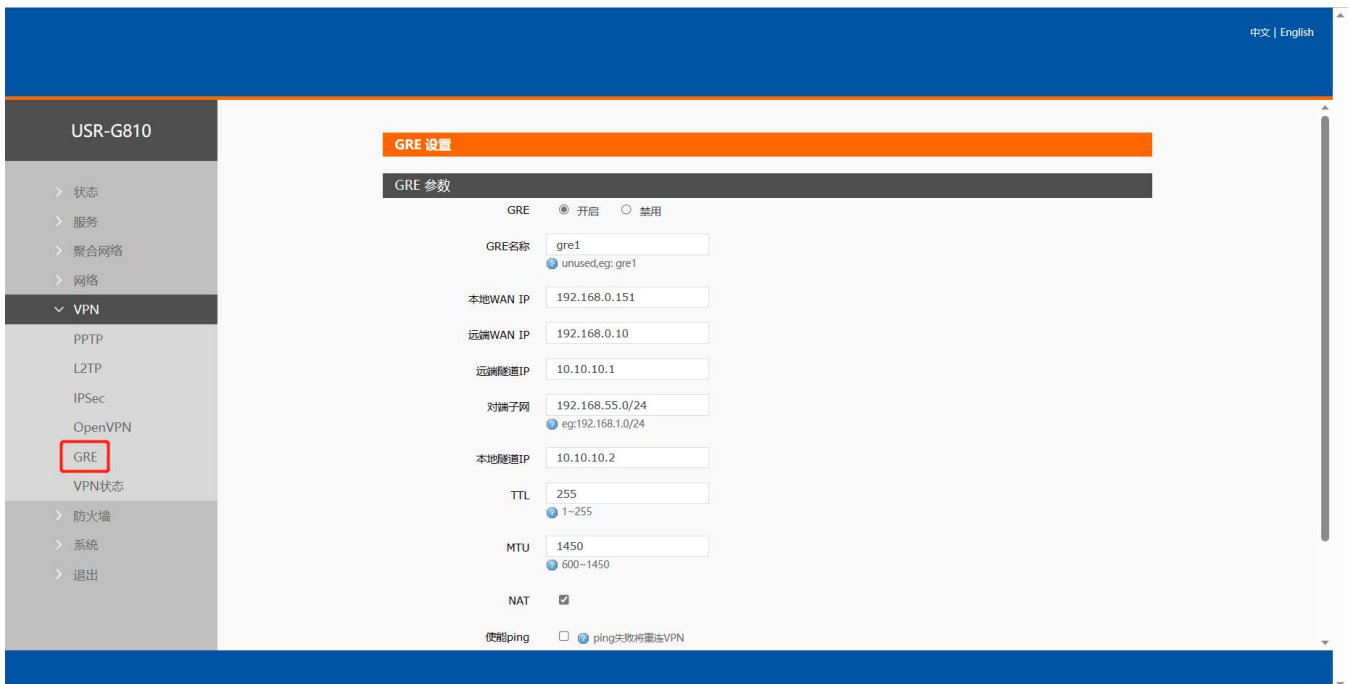 中文 | English
USR-G810
状态
服务
聚合网络
网络
VPN
PPTP
L2TP
IPSec
OpenVPN
GRE
VPN状态
防火墙
系统
退出
GRE 设置
GRE 参数
GRE 开启 禁用
GRE名称 gre1
unused,eg: gre1
本地WAN IP 192.168.0.151
远端WAN IP 192.168.0.10
远端隧道IP 10.10.10.1
对端子网 192.168.55.0/24
eg:192.168.1.0/24
本地隧道IP 10.10.10.2
TTL 255
1~255
MTU 1450
600~1450
NAT
使能ping ping失败将重连VPN